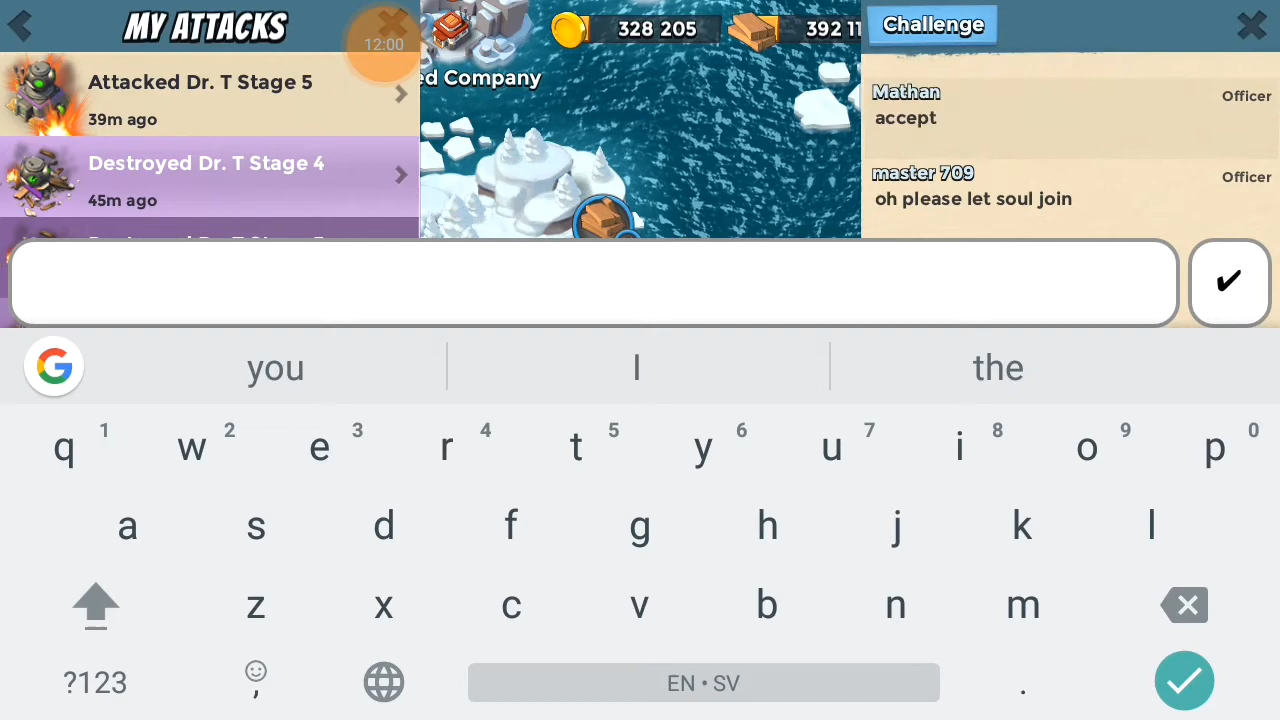 MY ATTACKS
12:00
Attacked Dr. T Stage 5
39m ago
Destroyed Dr. T Stage 4
45m ago
328 205
392 11
ed Company
Challenge
Mathan
Officer
accept
master 709
Officer
oh please let soul join
✔
you
I
the
q 1 w 2 e 3 r 4 t 5 y 6 u 7 i 8 o 9 p 0
a s d f g h j k l
z x c v b n m
?123 , EN • SV .